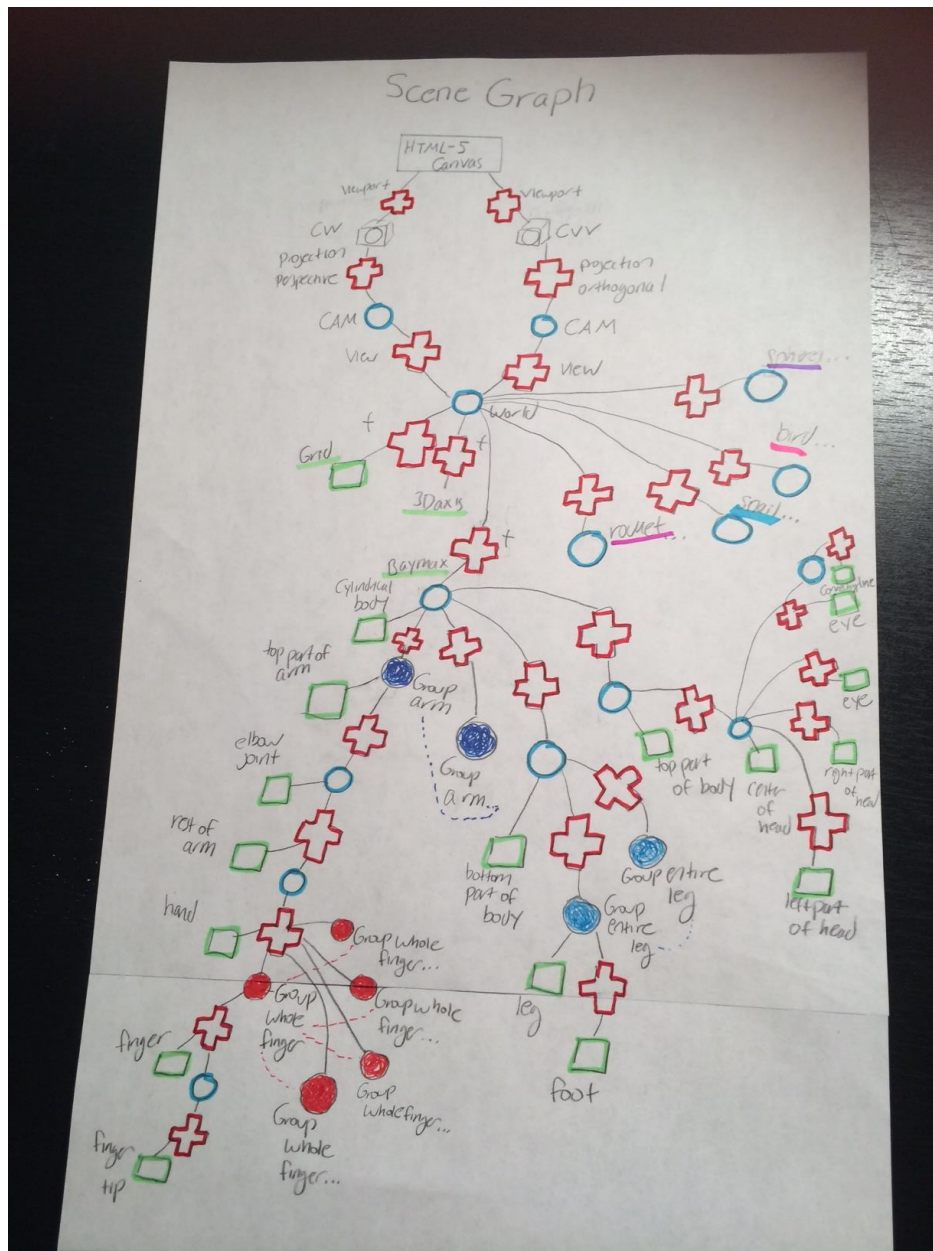 Scene Graph
HTML-5
Canvas
Viewport
Viewport
CVV
CVV
projection
perspective
projection
orthogonal
CAM
CAM
View
View
World
sphere...
bird...
snail...
rocket...
t
Grid
t
3Daxis
t
Baymax
Cylindrical
body
top part of
arm
Group
arm
Group
arm...
elbow
joint
rest of
arm
hand
Group whole
finger...
Group
whole
finger
Group whole
finger...
Group
wholefinger...
Group
whole
finger...
finger
finger
tip
bottom
part of
body
Group entire
leg
Group
entire
leg
leg
foot
top part
of body
center
of
head
left part
of head
right part
of head
eye
eye